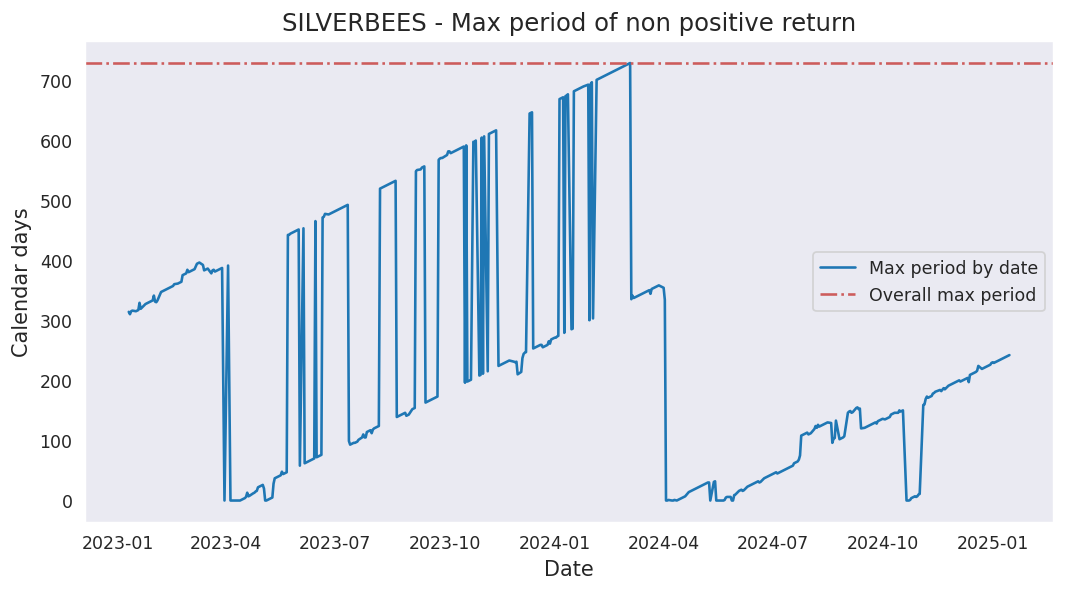 SILVERBEES - Max period of non positive return
Calendar days
700
600
500
400
300
200
100
0
Max period by date
Overall max period
2023-01 2023-04 2023-07 2023-10 2024-01 2024-04 2024-07 2024-10 2025-01
Date